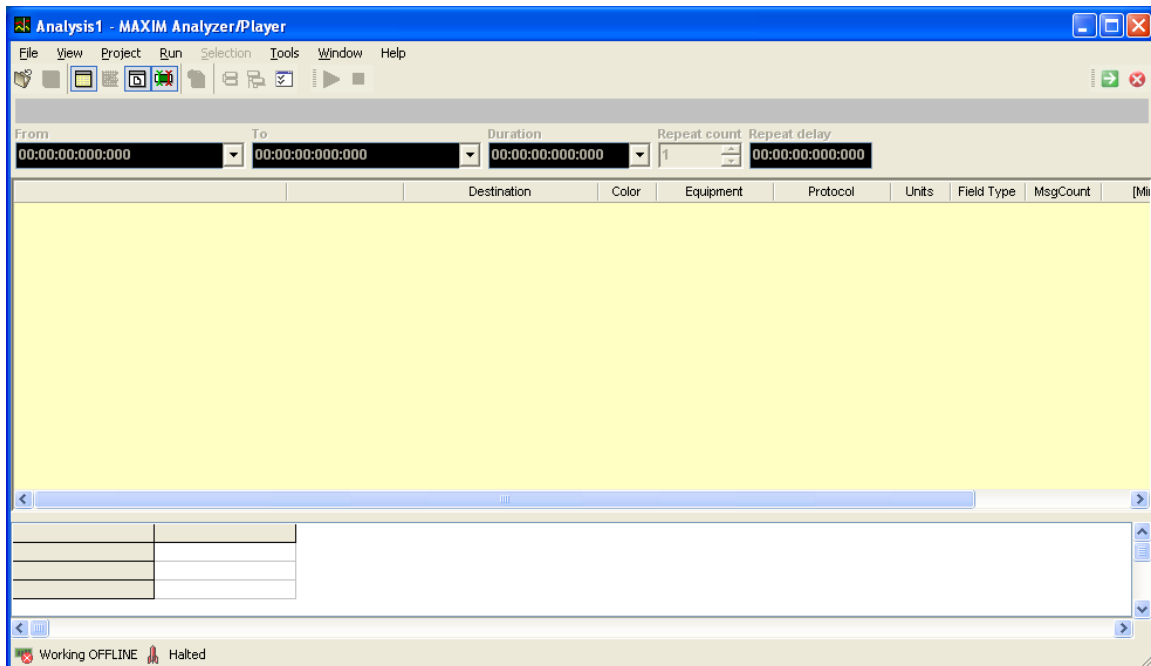 Analysis1 - MAXIM Analyzer/Player
File View Project Run Selection Tools Window Help
From To Duration Repeat count Repeat delay
00:00:00:000:000 00:00:00:000:000 00:00:00:000:000 1 00:00:00:000:000
Destination Color Equipment Protocol Units Field Type MsgCount [Mi
Working OFFLINE Halted